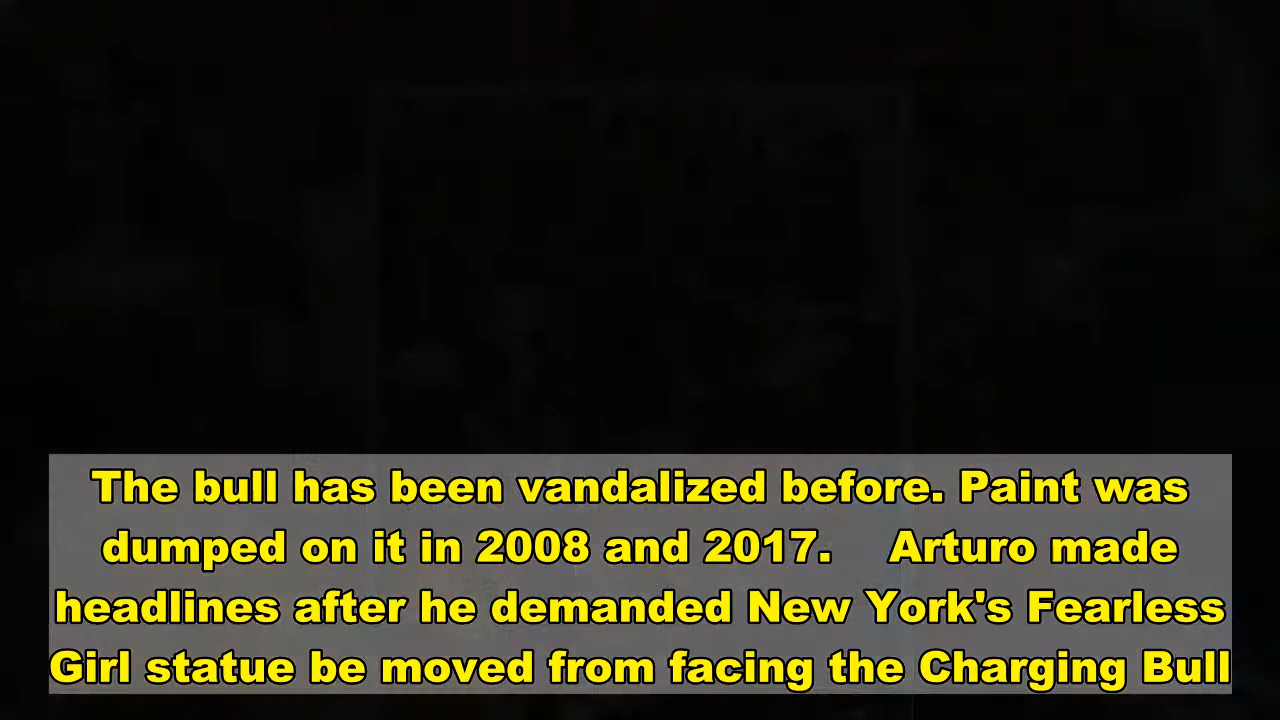 The bull has been vandalized before. Paint was
dumped on it in 2008 and 2017.    Arturo made
headlines after he demanded New York's Fearless
Girl statue be moved from facing the Charging Bull